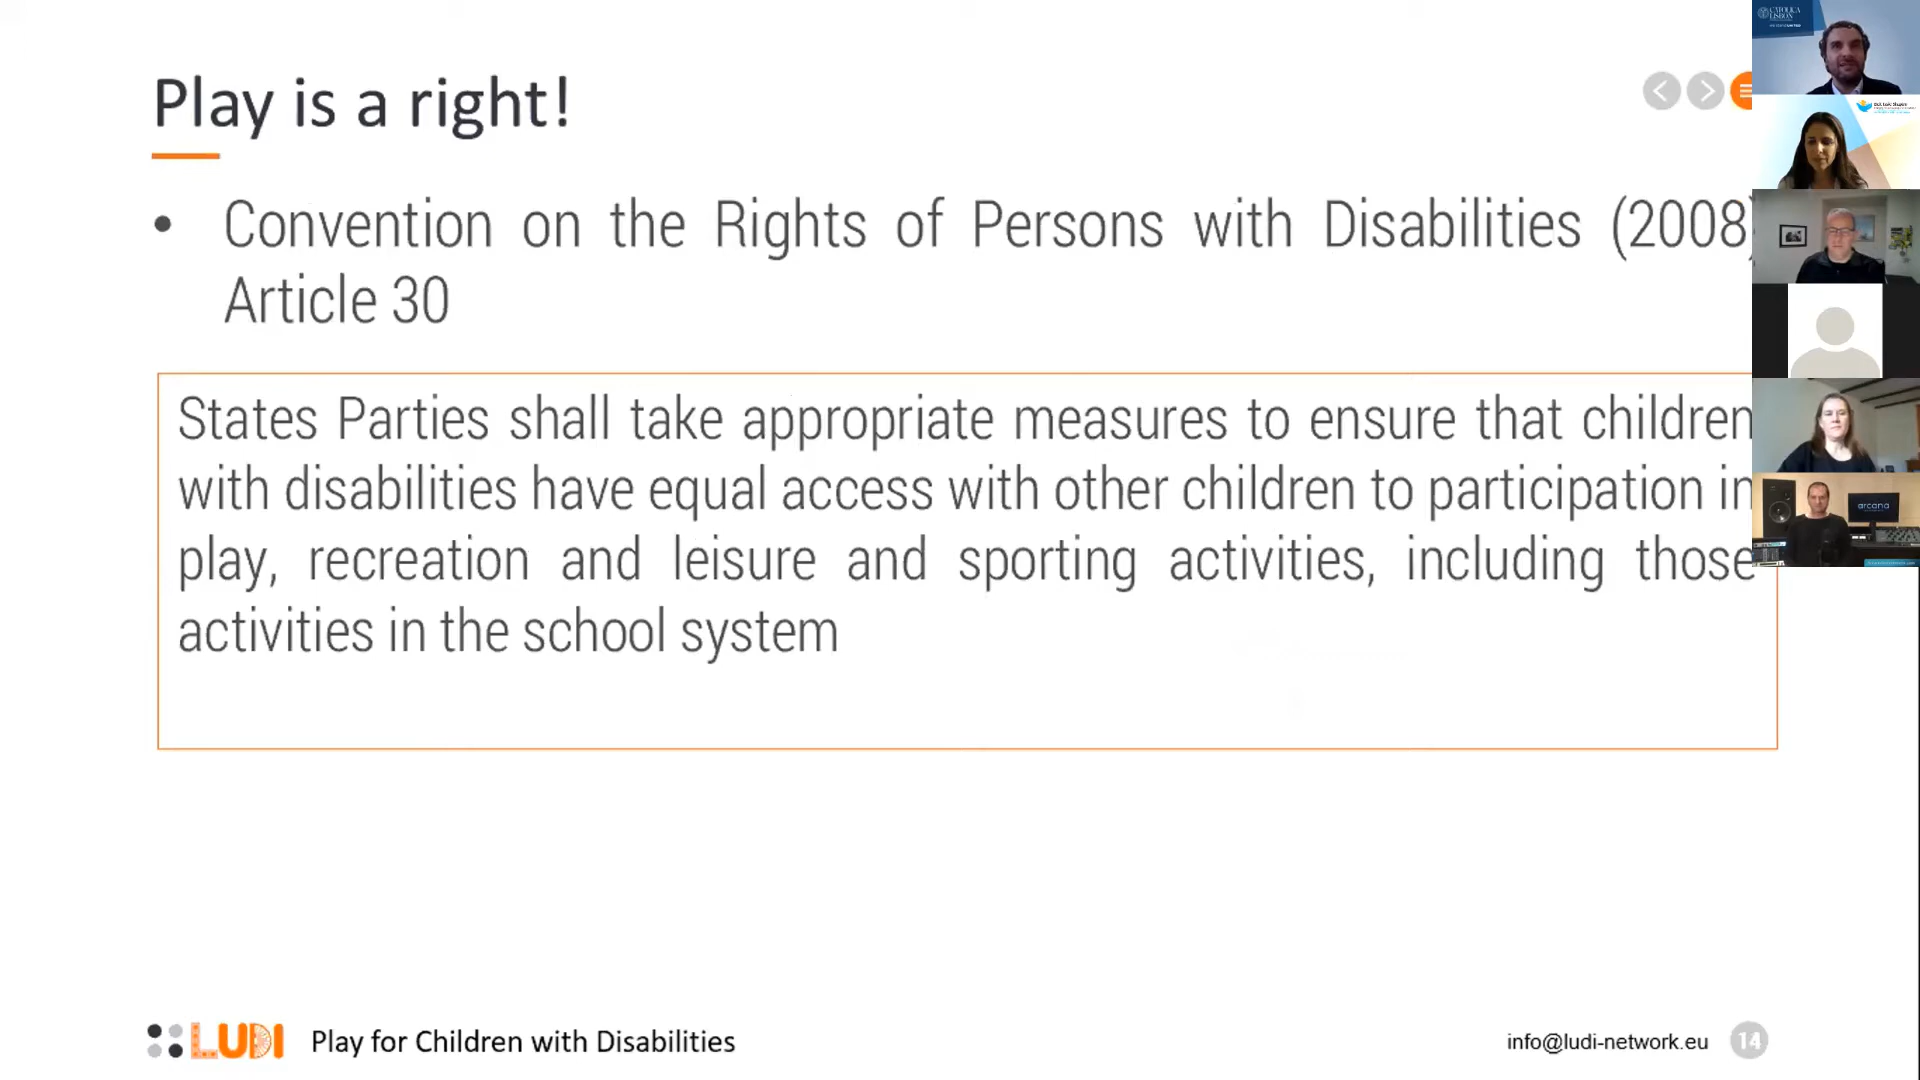 Play is a right!
• Convention on the Rights of Persons with Disabilities (2008)
Article 30
States Parties shall take appropriate measures to ensure that children
with disabilities have equal access with other children to participation in
play, recreation and leisure and sporting activities, including those
activities in the school system
LUDI Play for Children with Disabilities
info@ludi-network.eu 14
CATÓLICA
LISBON
arcana